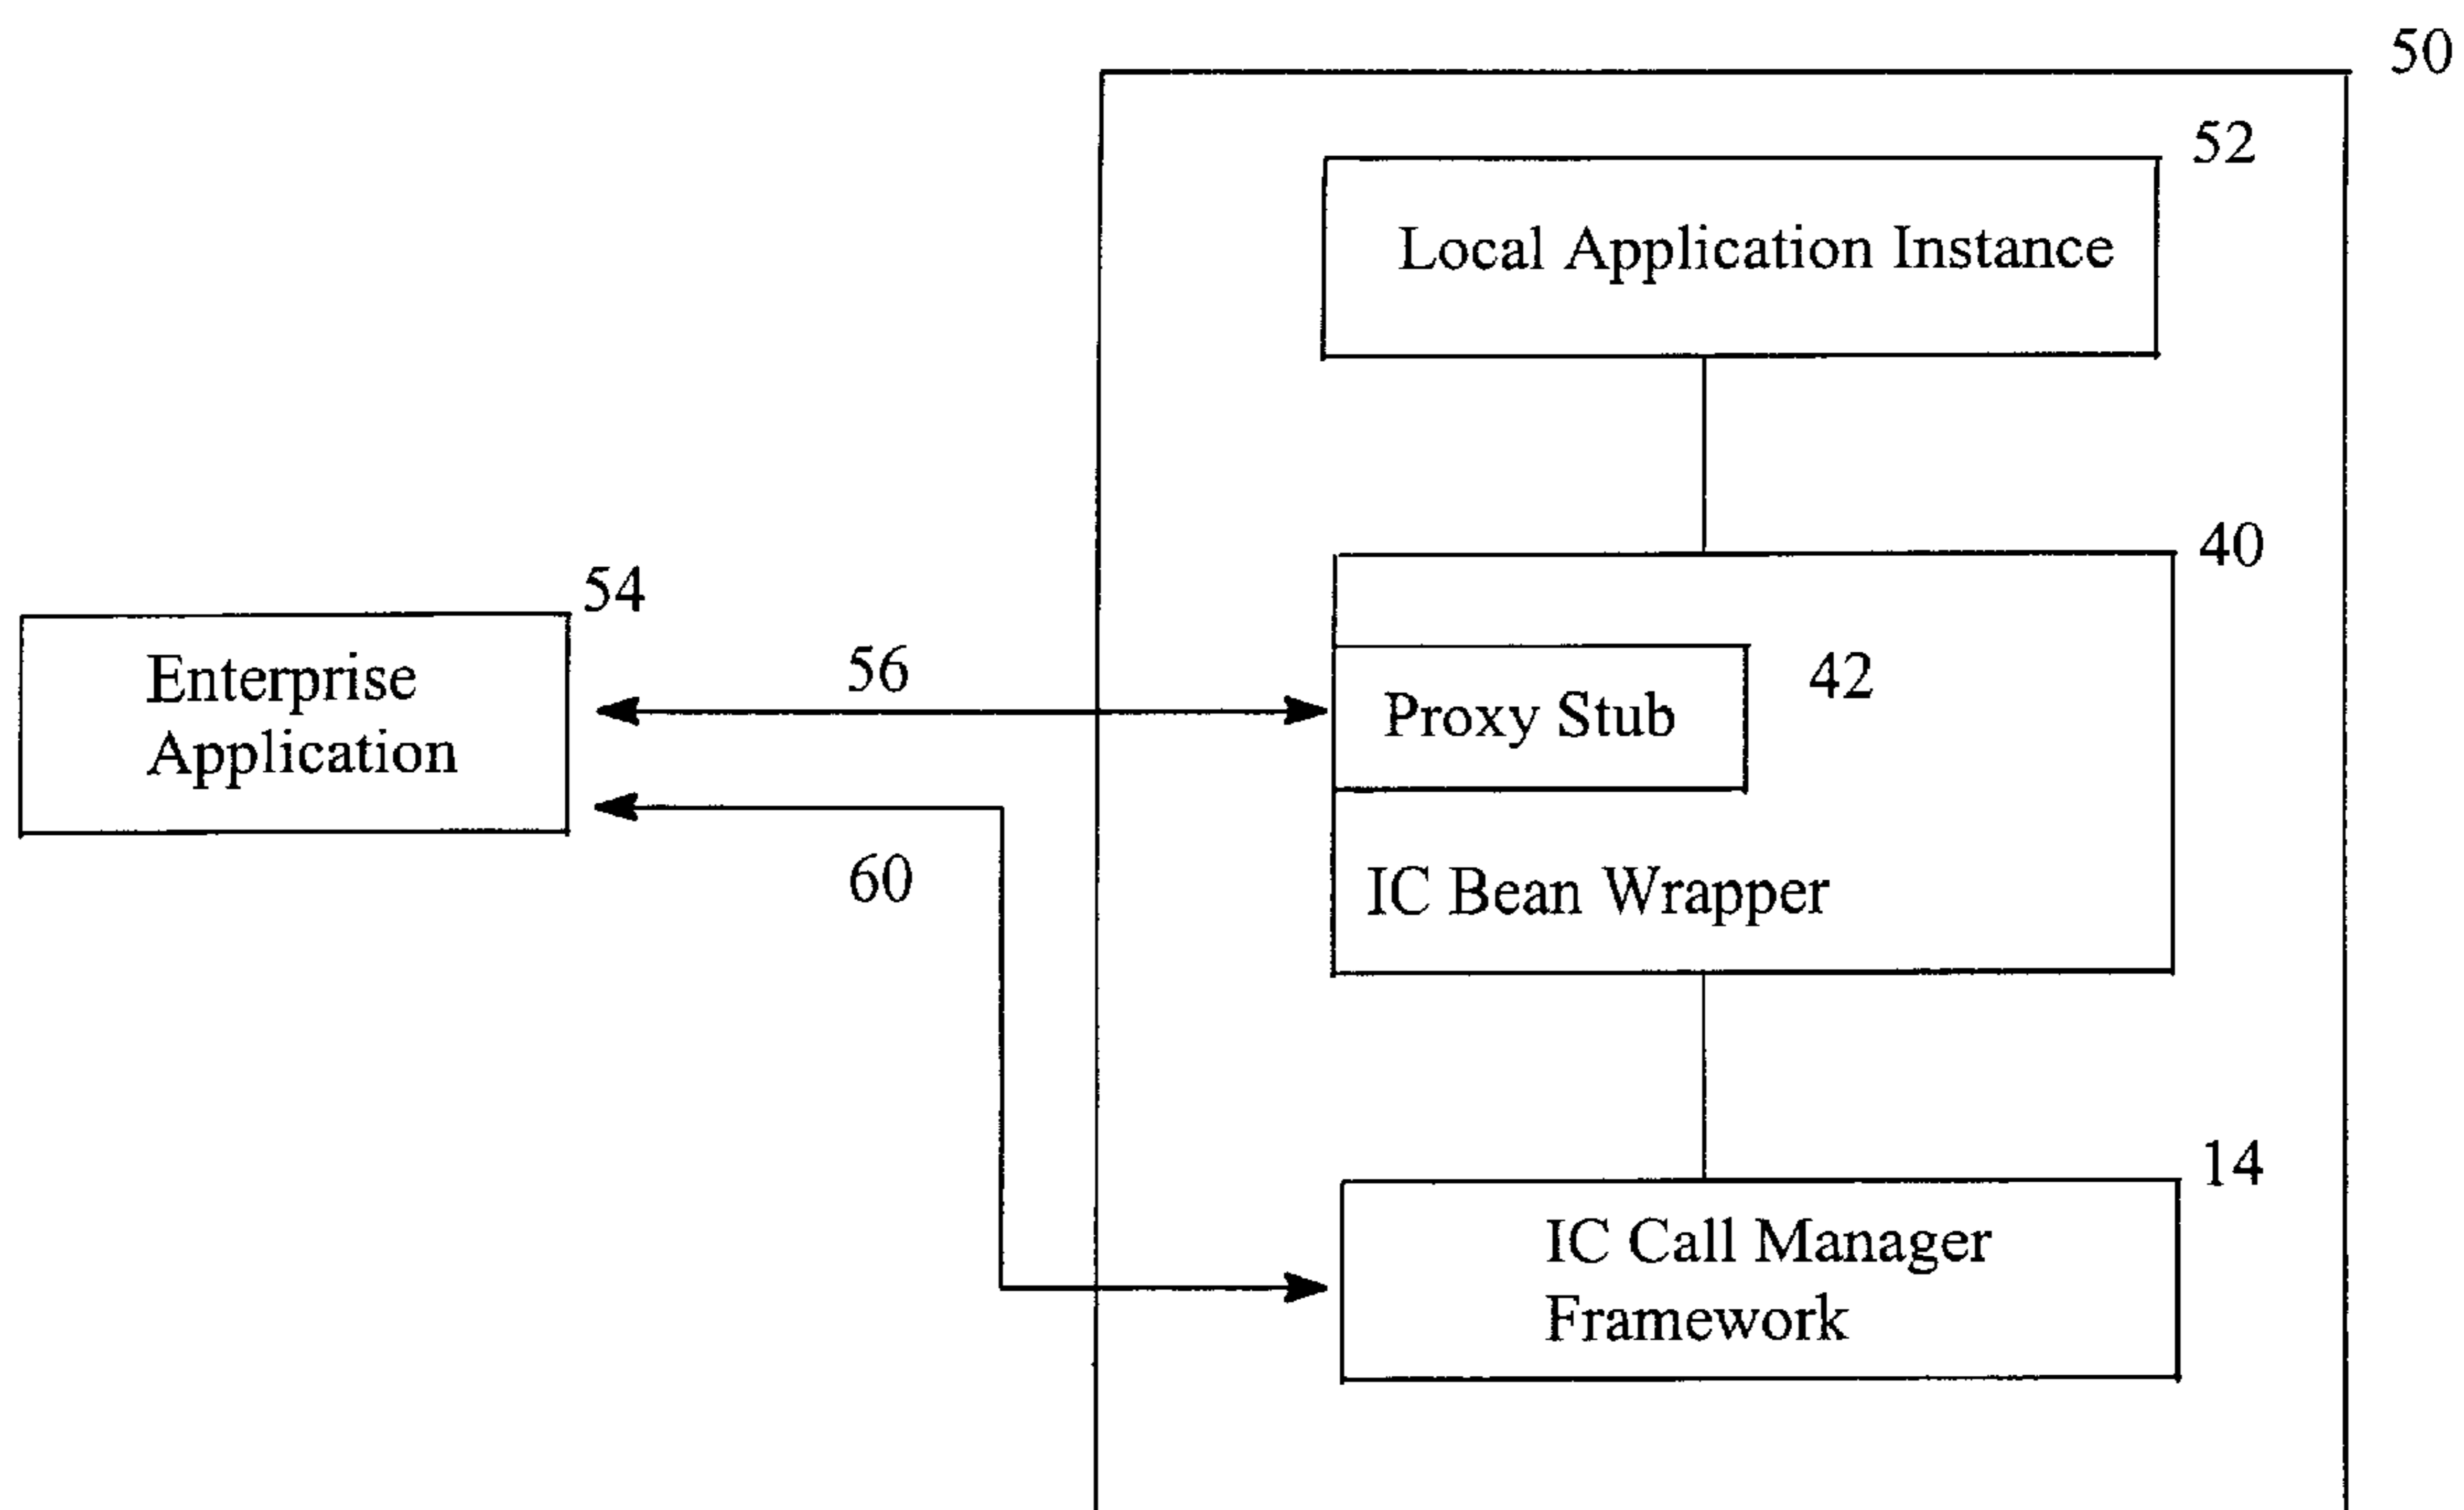 50
52
Local Application Instance
40
54
Enterprise
Application
56
42
Proxy Stub
60
IC Bean Wrapper
14
IC Call Manager
Framework